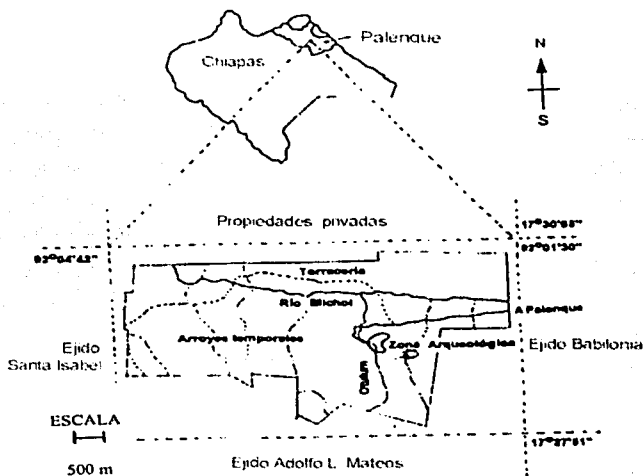 Palenque
Chiapas
N
S
Propiedades privadas
Terracería
Río Michol
A Palenque
Arroyos temporales
Zona Arqueológica
Ejido Santa Isabel
Ejido Babilonia
ESCALA
500 m
Ejido Adolfo L. Mateos